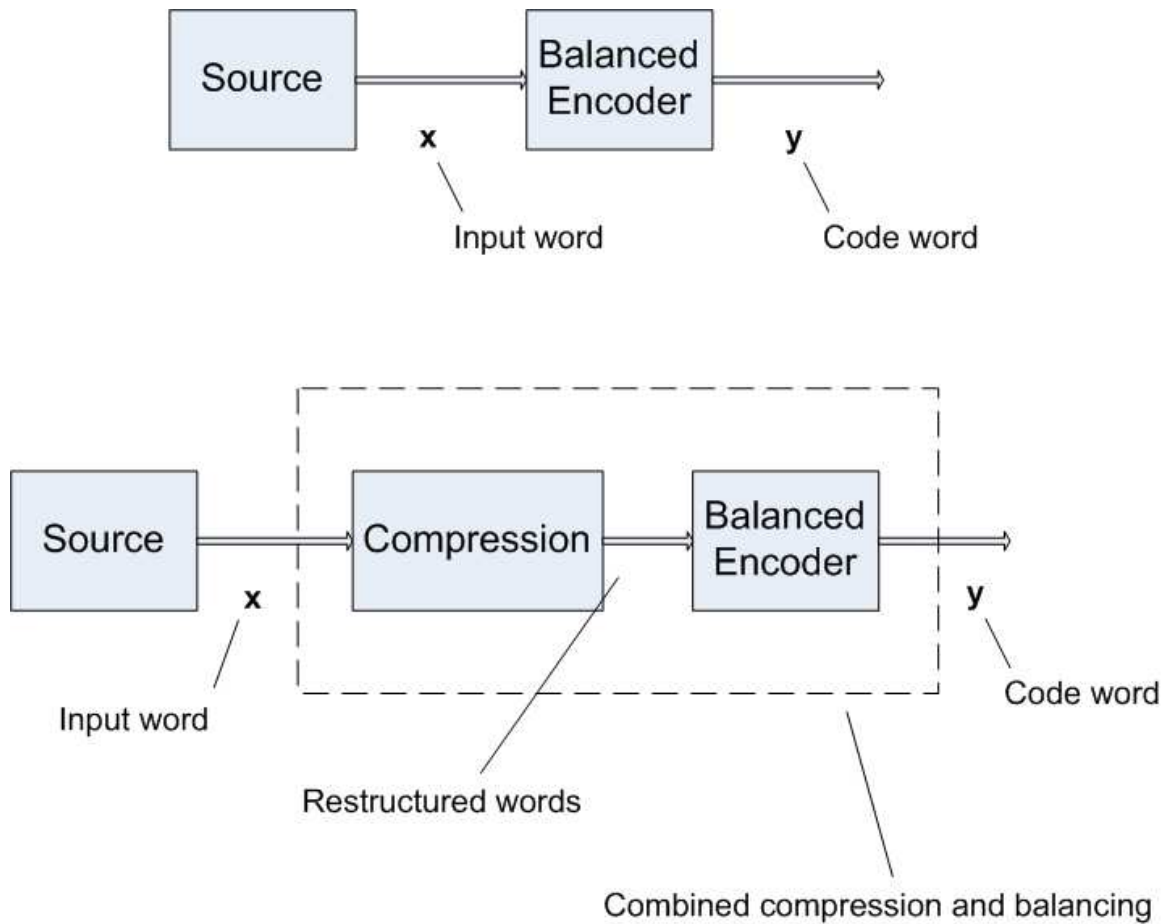 Source
Balanced
Encoder
x
y
Input word
Code word
Source
Compression
Balanced
Encoder
x
y
Input word
Code word
Restructured words
Combined compression and balancing